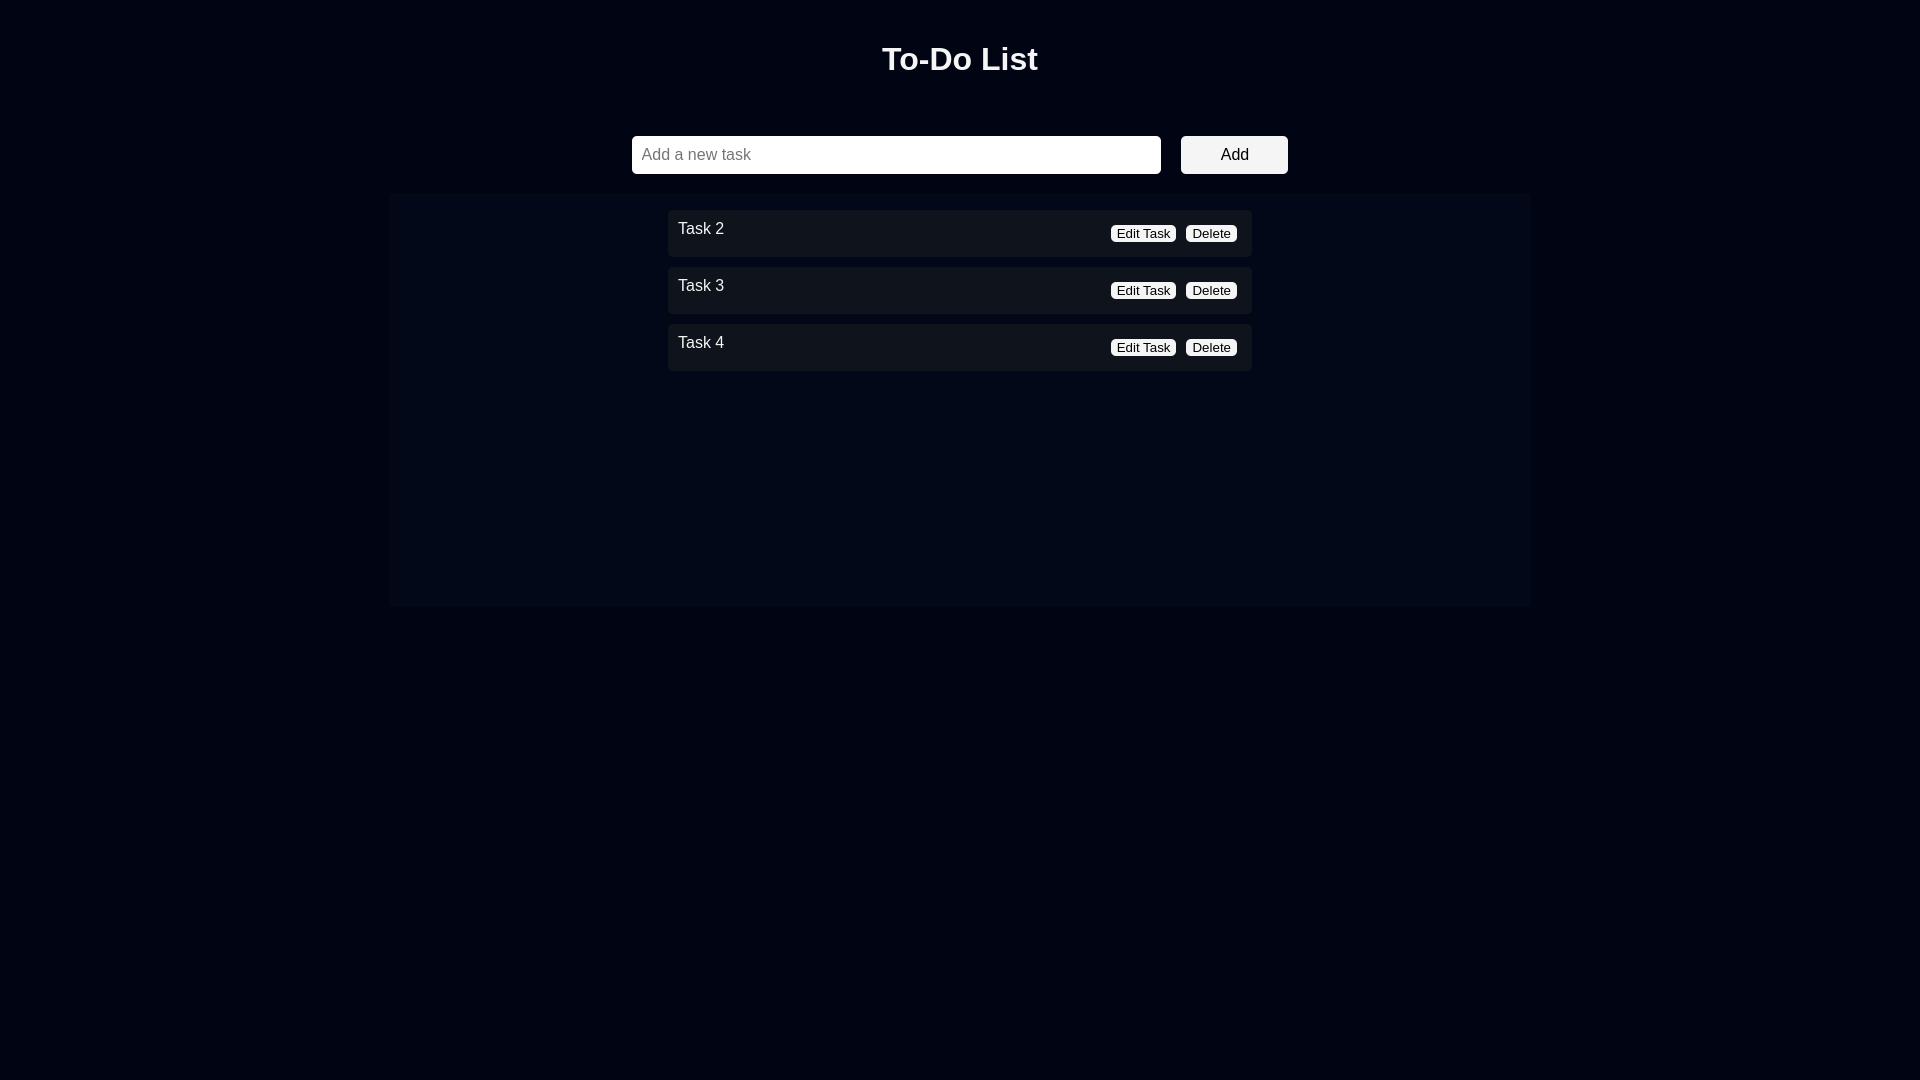 To-Do List
Add a new task
Add
Task 2
Edit Task
Delete
Task 3
Edit Task
Delete
Task 4
Edit Task
Delete